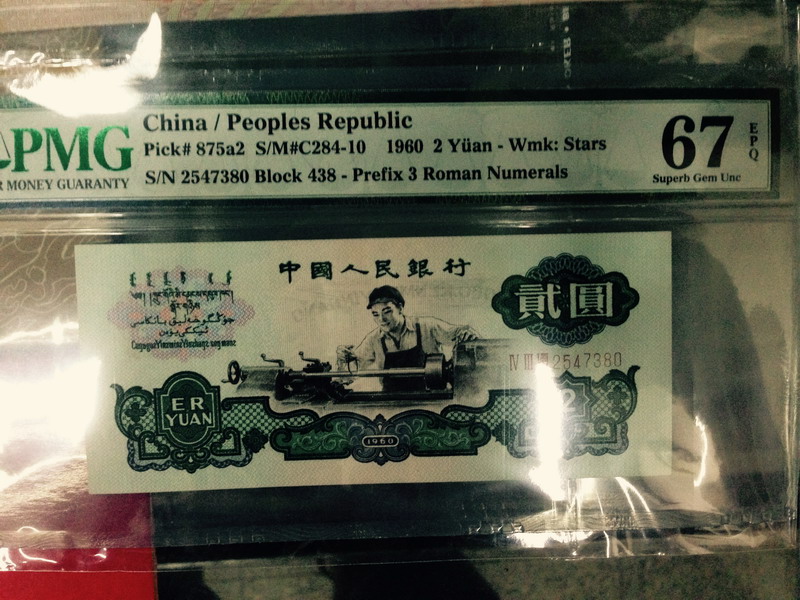 PMG
R MONEY GUARANTY
China / Peoples Republic
Pick# 875a2 S/M#C284-10 1960 2 Yüan - Wmk: Stars
S/N 2547380 Block 438 - Prefix 3 Roman Numerals
67
EPQ
Superb Gem Unc
中國人民銀行
貳圓
2547380
ER
YUAN
2
1960